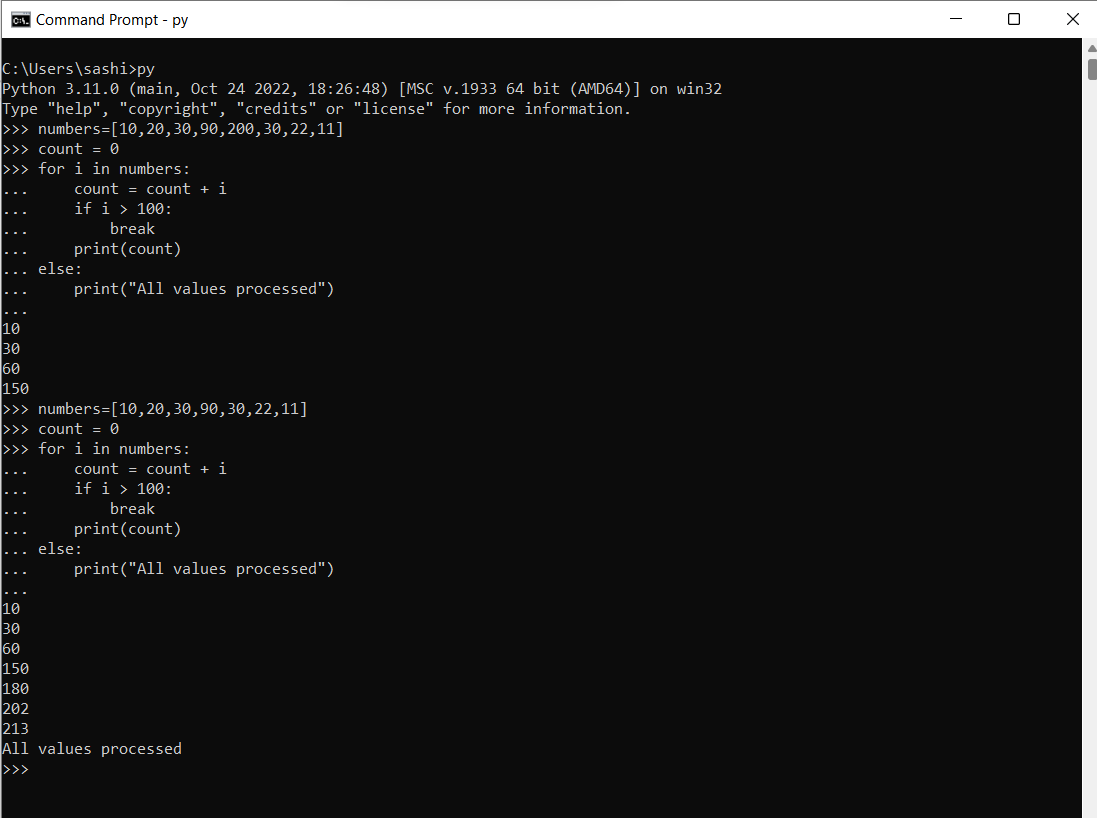 Command Prompt - py
C:\Users\sashi>py
Python 3.11.0 (main, Oct 24 2022, 18:26:48) [MSC v.1933 64 bit (AMD64)] on win32
Type "help", "copyright", "credits" or "license" for more information.
>>> numbers=[10,20,30,90,200,30,22,11]
>>> count = 0
>>> for i in numbers:
...     count = count + i
...     if i > 100:
...         break
...     print(count)
... else:
...     print("All values processed")
...
10
30
60
150
>>> numbers=[10,20,30,90,30,22,11]
>>> count = 0
>>> for i in numbers:
...     count = count + i
...     if i > 100:
...         break
...     print(count)
... else:
...     print("All values processed")
...
10
30
60
150
180
202
213
All values processed
>>>